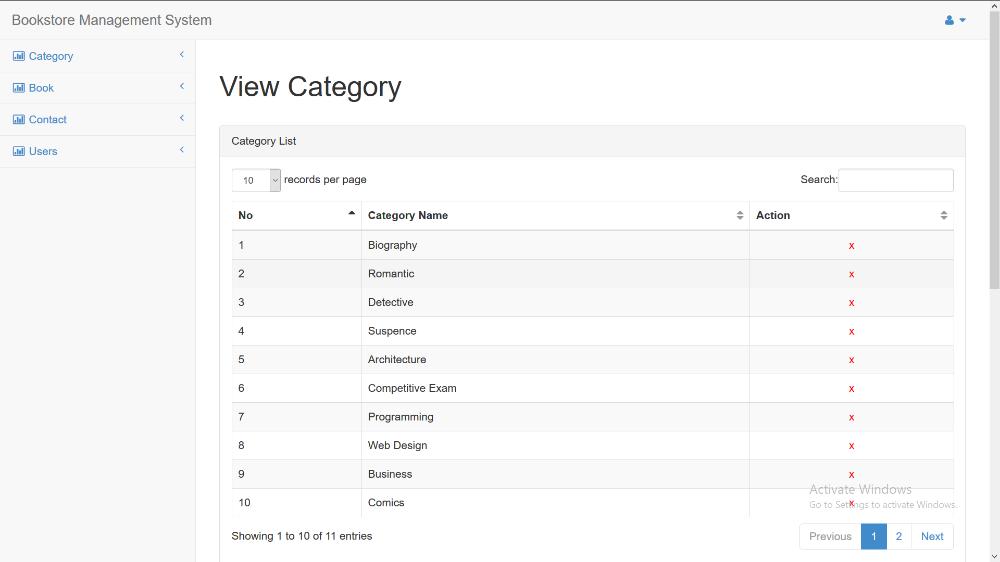 Bookstore Management System
Category
Book
Contact
Users
View Category
Category List
10 records per page
Search:
No Category Name Action
1 Biography x
2 Romantic x
3 Detective x
4 Suspence x
5 Architecture x
6 Competitive Exam x
7 Programming x
8 Web Design x
9 Business x
10 Comics x
Activate Windows
Go to Settings to activate Windows.
Showing 1 to 10 of 11 entries
Previous 1 2 Next